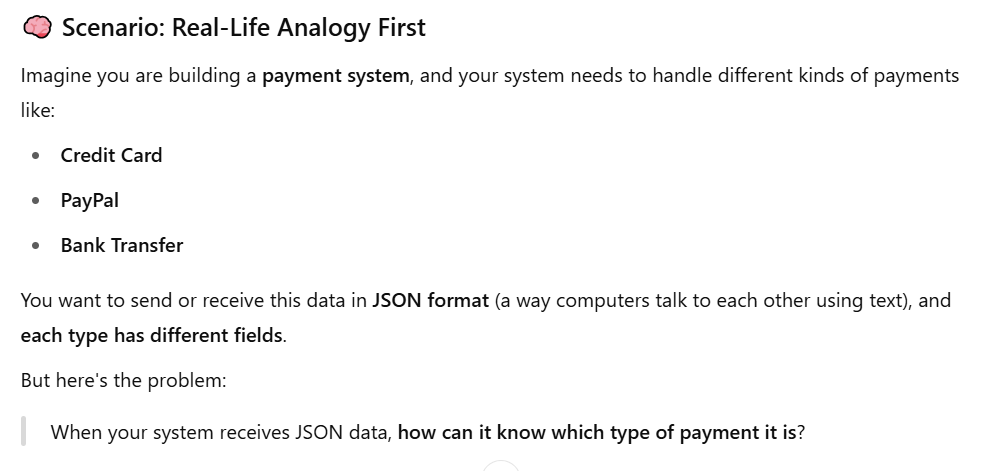 🧠 Scenario: Real-Life Analogy First
Imagine you are building a payment system, and your system needs to handle different kinds of payments
like:
• Credit Card
• PayPal
• Bank Transfer
You want to send or receive this data in JSON format (a way computers talk to each other using text), and
each type has different fields.
But here's the problem:
When your system receives JSON data, how can it know which type of payment it is?